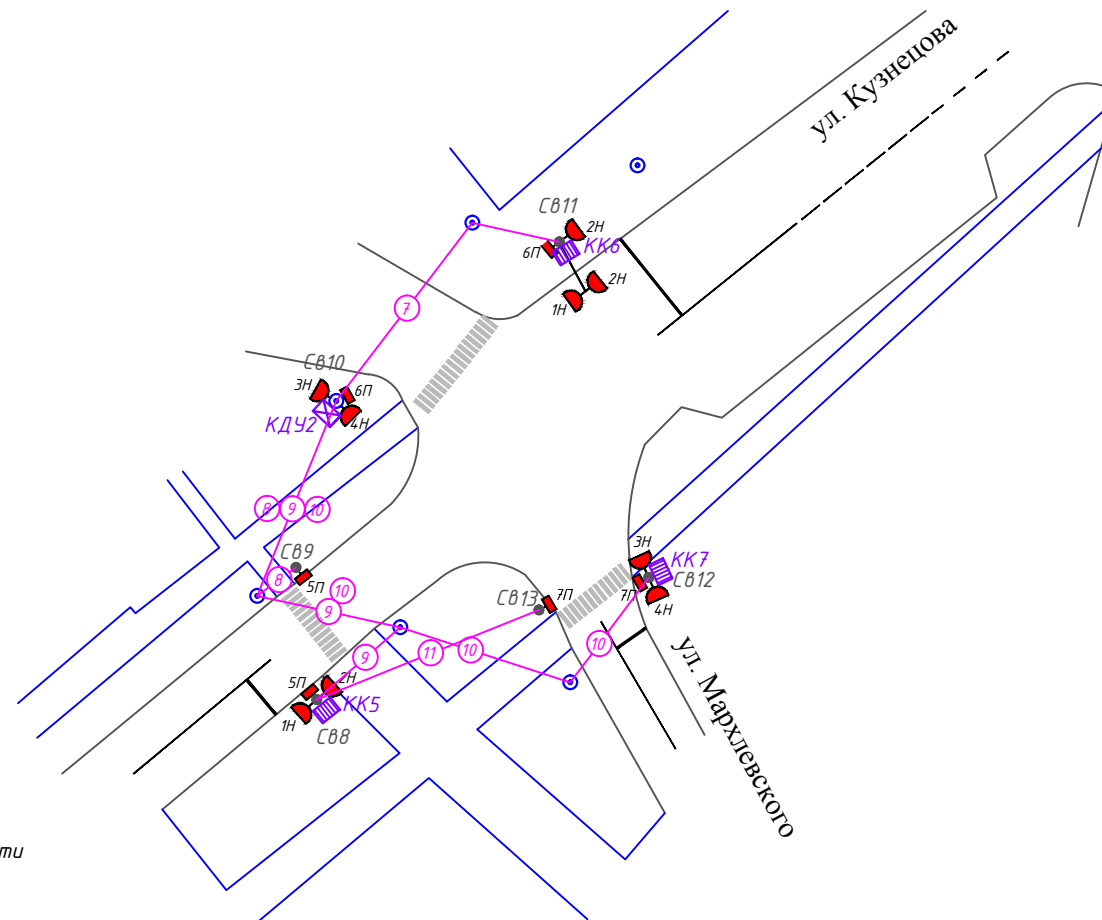 ул. Кузнецова
Св11
2Н
КК6
6П
2Н
1Н
7
Св10
3Н
6П
4Н
КДУ2
8
9
10
Св9
8
5П
10
9
3Н
КК7
Св12
7П
4Н
7П
Св13
10
11
10
9
5П
2Н
КК5
1Н
Св8
ул. Мархлевского
ти